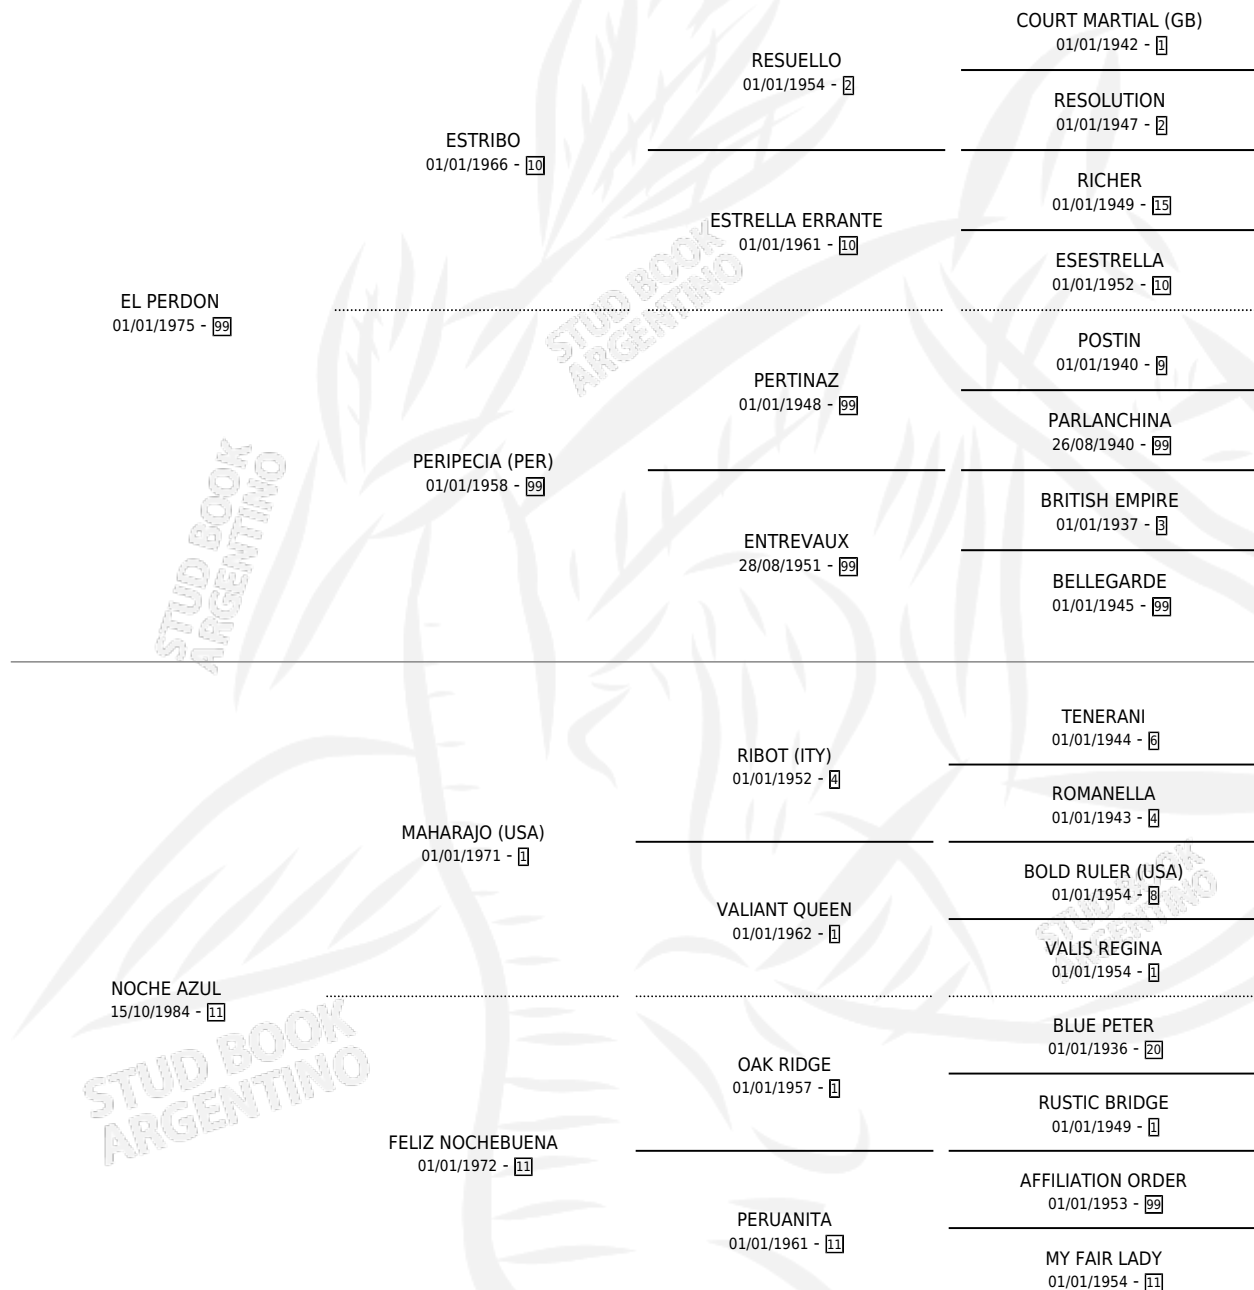 COURT MARTIAL (GB)
01/01/1942 - 1
RESUELLO
01/01/1954 - 2
RESOLUTION
01/01/1947 - 2
ESTRIBO
01/01/1966 - 10
RICHER
01/01/1949 - 15
ESTRELLA ERRANTE
01/01/1961 - 10
ESESTRELLA
01/01/1952 - 10
EL PERDON
01/01/1975 - 99
STUD BOOK
ARGENTINO
POSTIN
01/01/1940 - 9
PERTINAZ
01/01/1948 - 99
PARLANCHINA
26/08/1940 - 99
PERIPECIA (PER)
01/01/1958 - 99
BRITISH EMPIRE
01/01/1937 - 3
ENTREVAUX
28/08/1951 - 99
BELLEGARDE
01/01/1945 - 99
STUD BOOK
ARGENTINO
TENERANI
01/01/1944 - 6
RIBOT (ITY)
01/01/1952 - 4
ROMANELLA
01/01/1943 - 4
MAHARAJO (USA)
01/01/1971 - 1
BOLD RULER (USA)
01/01/1954 - 8
VALIANT QUEEN
01/01/1962 - 1
STUD BOOK
ARGENTINO
VALIS REGINA
01/01/1954 - 1
NOCHE AZUL
15/10/1984 - 11
STUD BOOK
ARGENTINO
BLUE PETER
01/01/1936 - 20
OAK RIDGE
01/01/1957 - 1
RUSTIC BRIDGE
01/01/1949 - 1
FELIZ NOCHEBUENA
01/01/1972 - 11
AFFILIATION ORDER
01/01/1953 - 99
PERUANITA
01/01/1961 - 11
MY FAIR LADY
01/01/1954 - 11